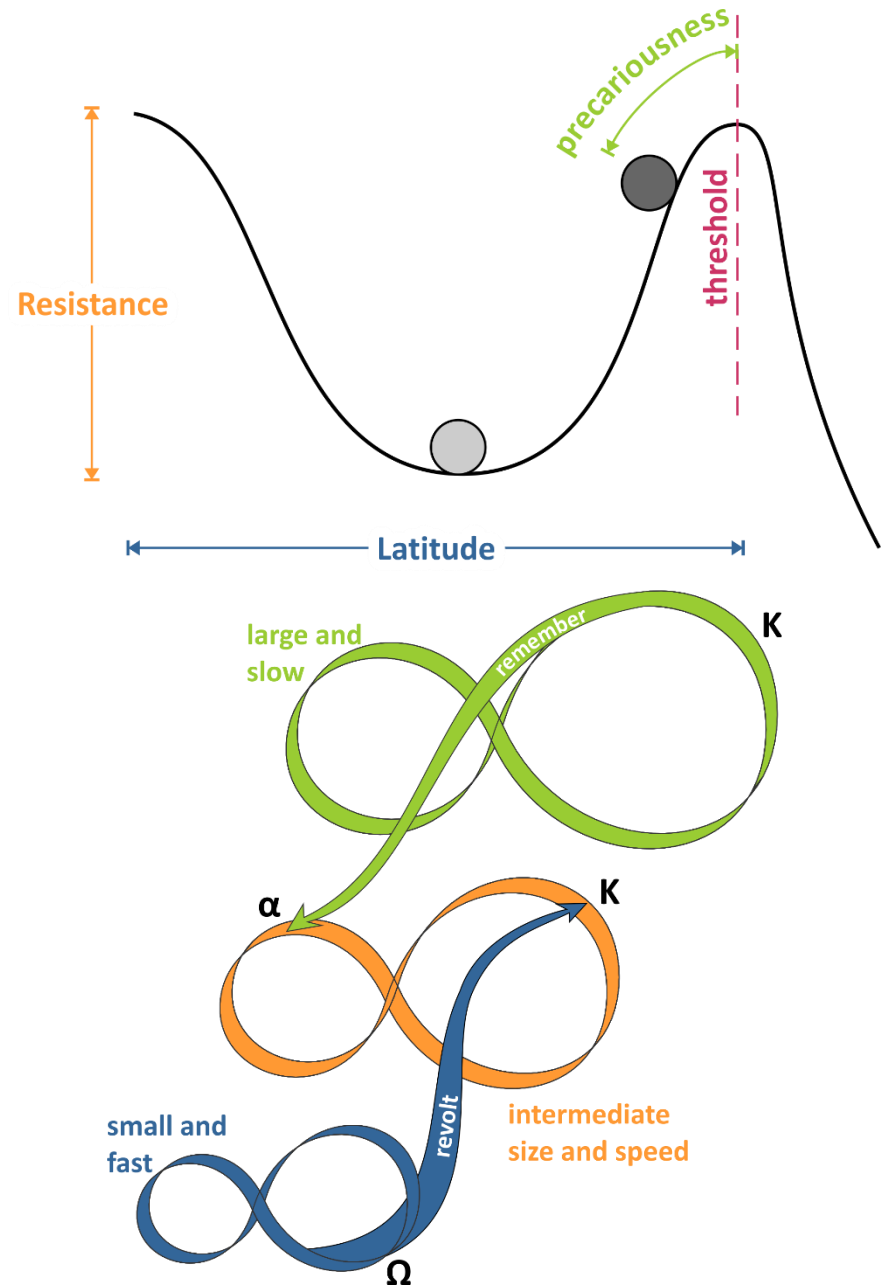 precariousness
threshold
Resistance
Latitude
large and
slow
remember
K
α
K
revolt
small and
fast
intermediate
size and speed
Ω